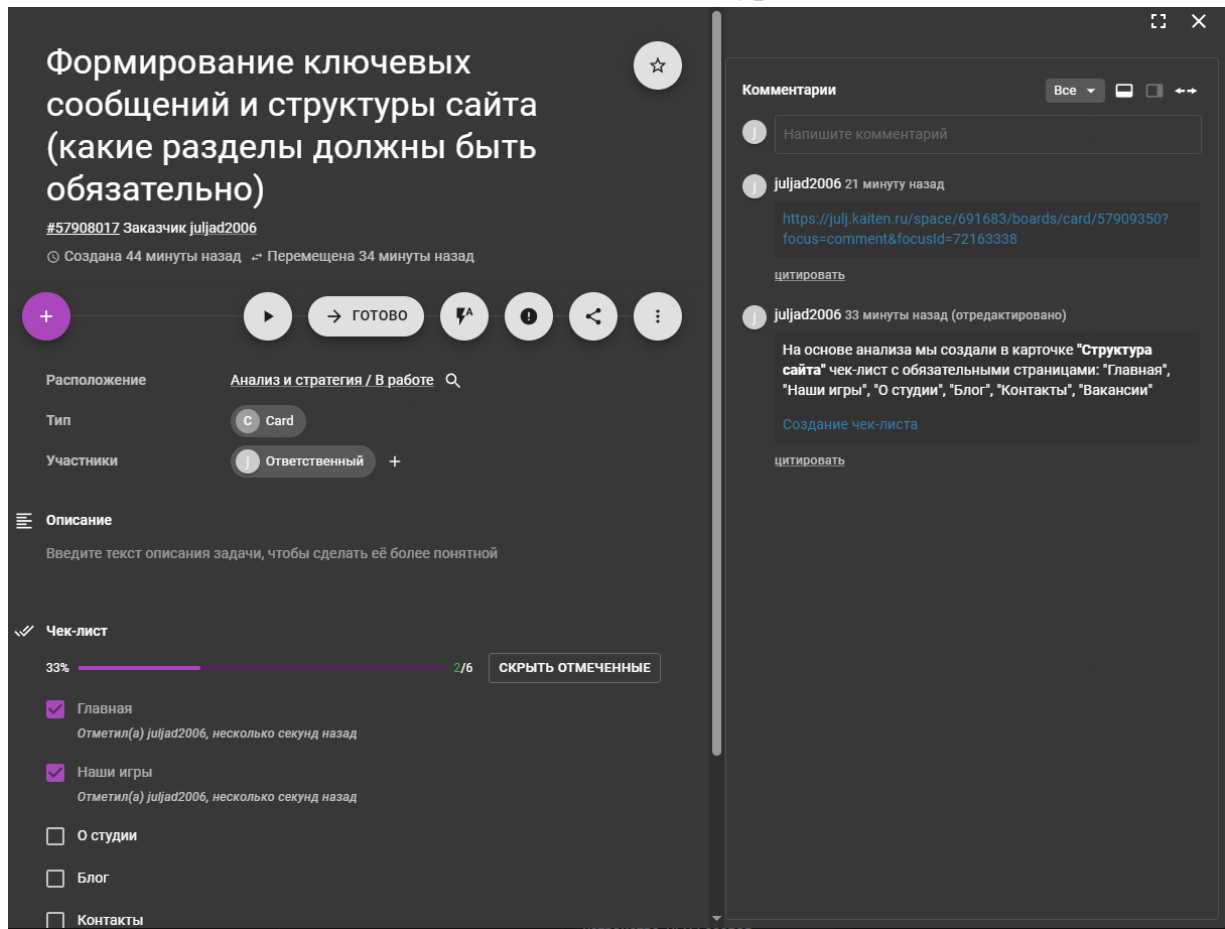 Формирование ключевых
сообщений и структуры сайта
(какие разделы должны быть
обязательно)
#57908017 Заказчик juljad2006
Создана 44 минуты назад Перемещена 34 минуты назад
ГОТОВО
Расположение Анализ и стратегия / В работе
Тип C Card
Участники J Ответственный +
Описание
Введите текст описания задачи, чтобы сделать её более понятной
Чек-лист
33% 2/6 СКРЫТЬ ОТМЕЧЕННЫЕ
Главная
Отметил(а) juljad2006, несколько секунд назад
Наши игры
Отметил(а) juljad2006, несколько секунд назад
О студии
Блог
Контакты
Комментарии Все
J Напишите комментарий
J juljad2006 21 минуту назад
https://julj.kaiten.ru/space/691683/boards/card/57909350?
focus=comment&focusId=72163338
цитировать
J juljad2006 33 минуты назад (отредактировано)
На основе анализа мы создали в карточке "Структура
сайта" чек-лист с обязательными страницами: "Главная",
"Наши игры", "О студии", "Блог", "Контакты", "Вакансии"
Создание чек-листа
цитировать